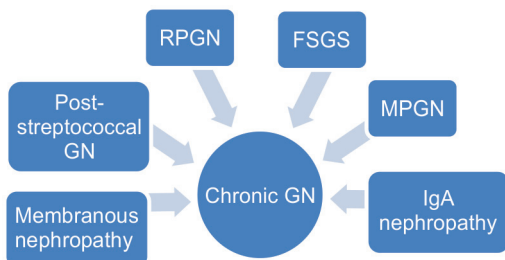 RPGN
FSGS
Post-
streptococcal
GN
MPGN
Chronic GN
Membranous
nephropathy
IgA
nephropathy